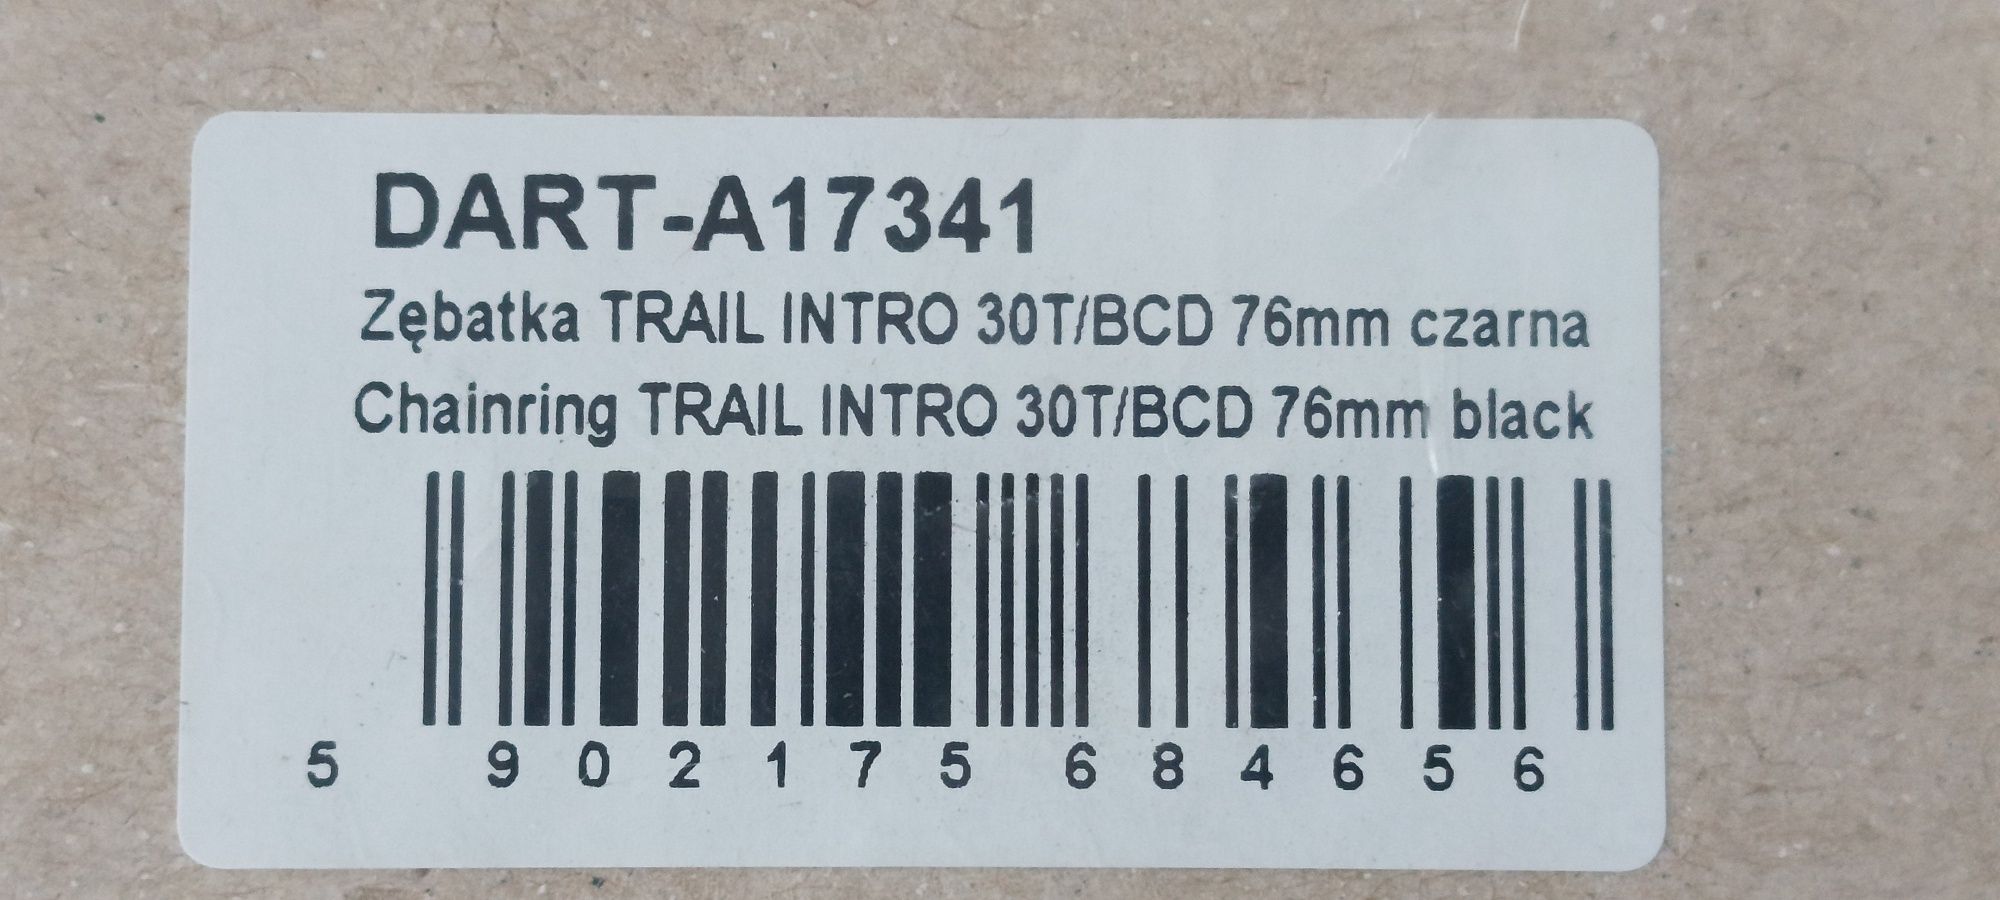 DART-A17341
Zębatka TRAIL INTRO 30T/BCD 76mm czarna
Chainring TRAIL INTRO 30T/BCD 76mm black
5 902175 684656